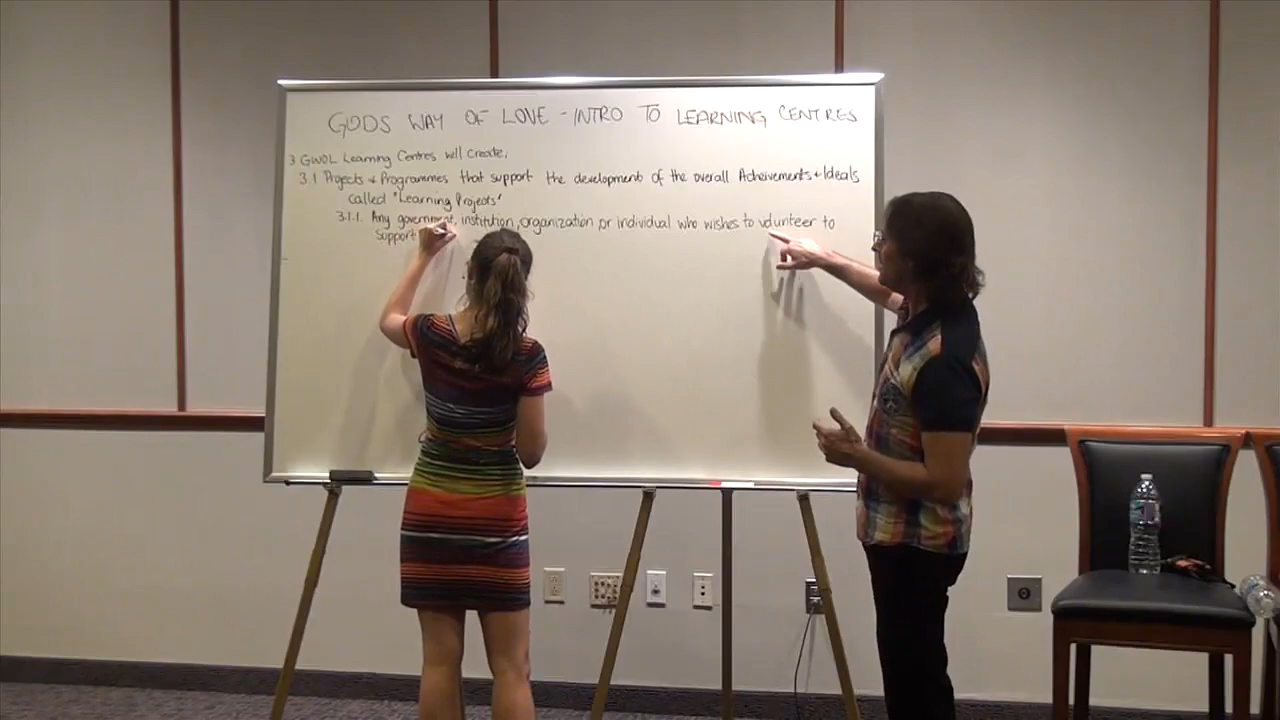 GODS WAY OF LOVE - INTRO TO LEARNING CENTRES
3 GWOL Learning Centres will create;
3.1 Projects + Programmes that support the development of the overall Acheivements + Ideals
called "Learning Projects"
3.1.1. Any government, institution, organization, or individual who wishes to volunteer to
support